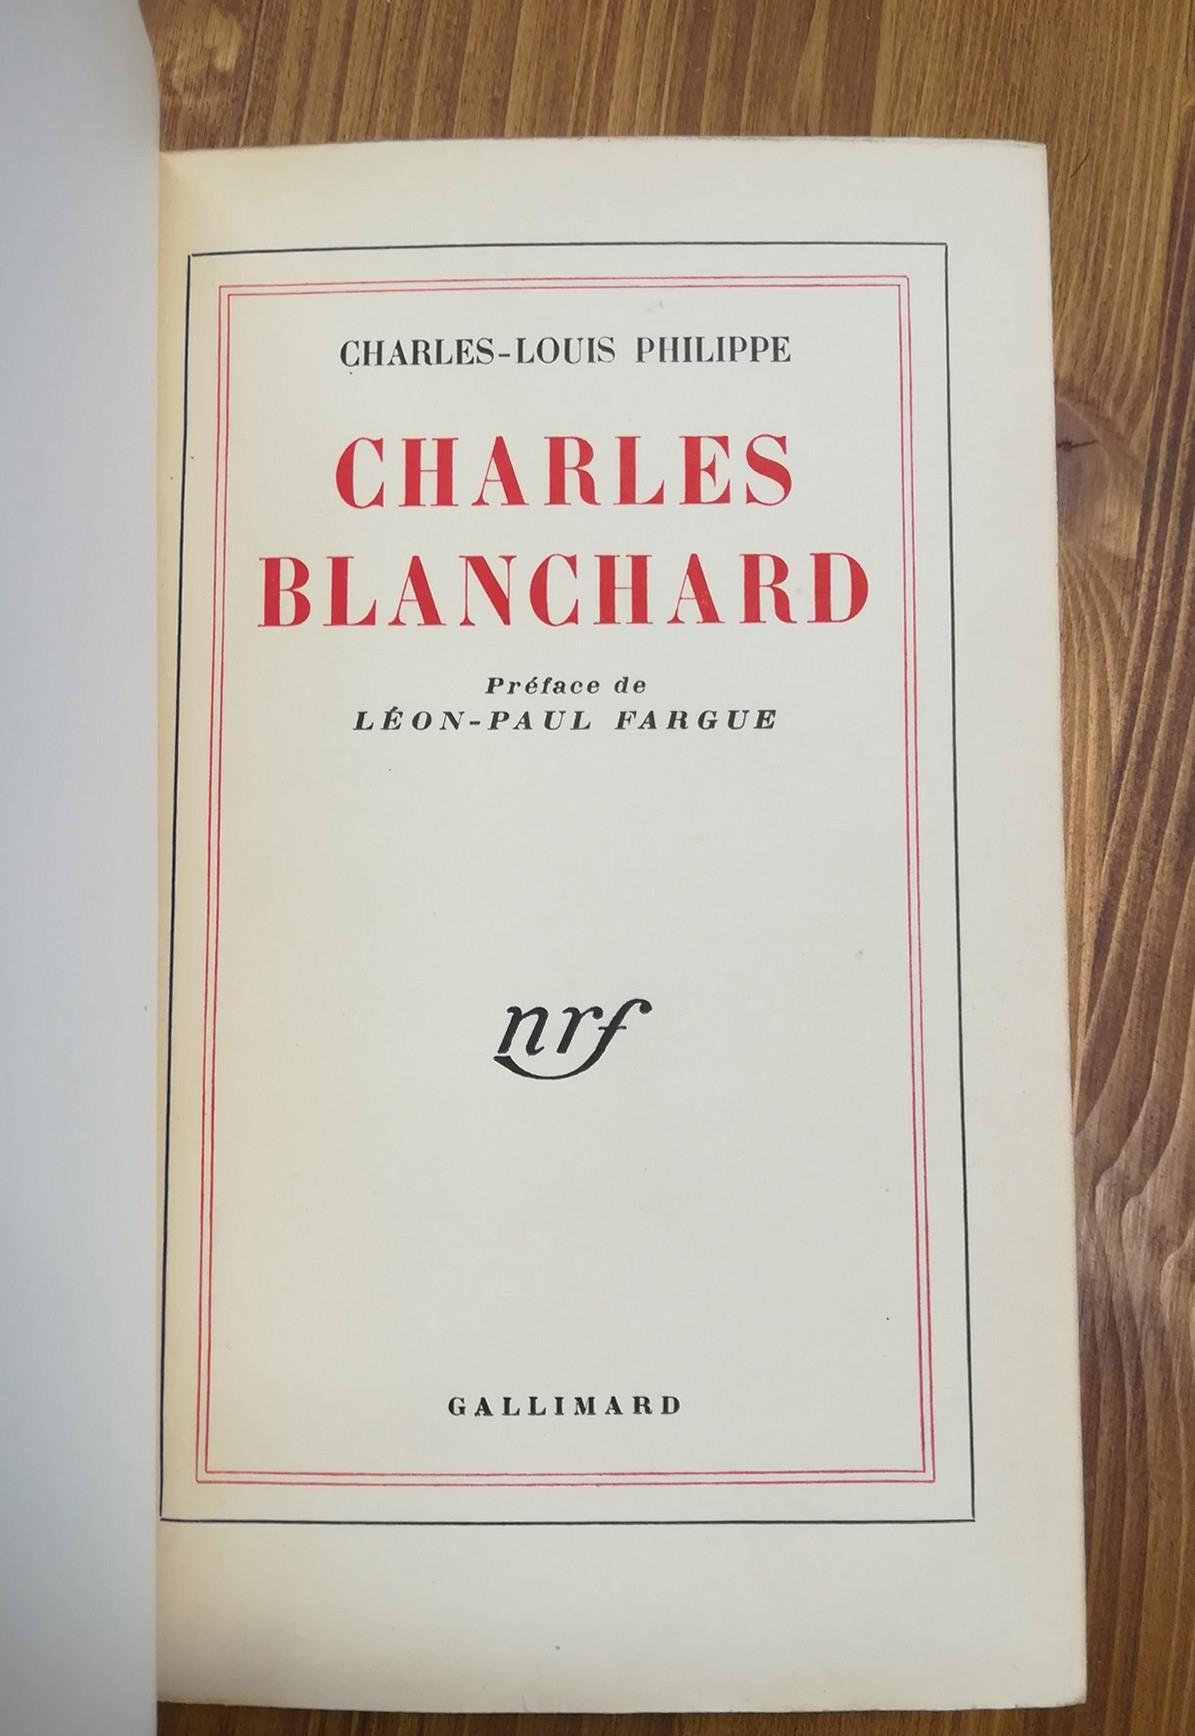 CHARLES-LOUIS PHILIPPE
CHARLES
BLANCHARD
Préface de
LÉON-PAUL FARGUE
nrf
GALLIMARD